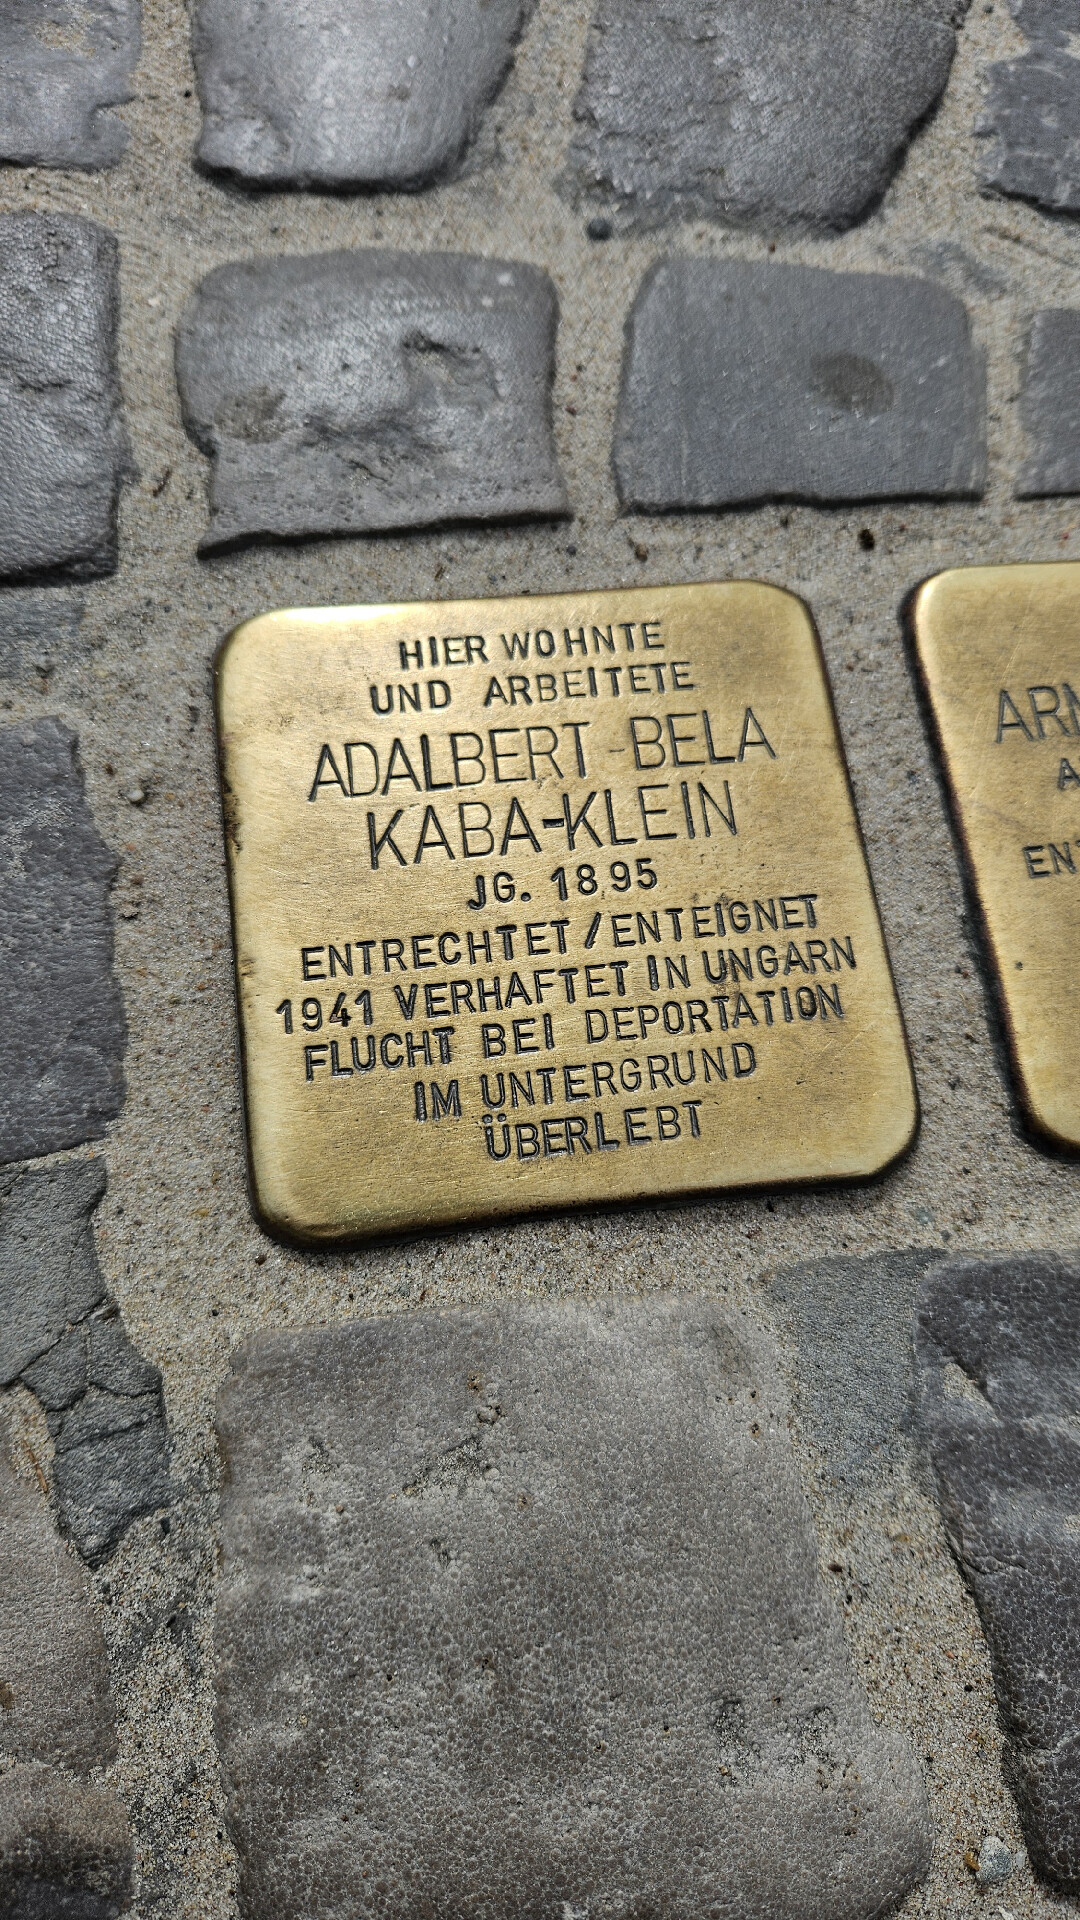 HIER WOHNTE
UND ARBEITETE
ADALBERT-BELA
KABA-KLEIN
JG. 1895
ENTRECHTET / ENTEIGNET
1941 VERHAFTET IN UNGARN
FLUCHT BEI DEPORTATION
IM UNTERGRUND
ÜBERLEBT